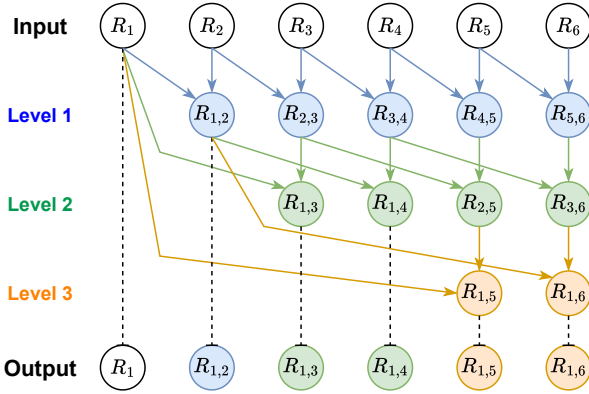 Input R₁ R₂ R₃ R₄ R₅ R₆
Level 1 R₁,₂ R₂,₃ R₃,₄ R₄,₅ R₅,₆
Level 2 R₁,₃ R₁,₄ R₂,₅ R₃,₆
Level 3 R₁,₅ R₁,₆
Output R₁ R₁,₂ R₁,₃ R₁,₄ R₁,₅ R₁,₆